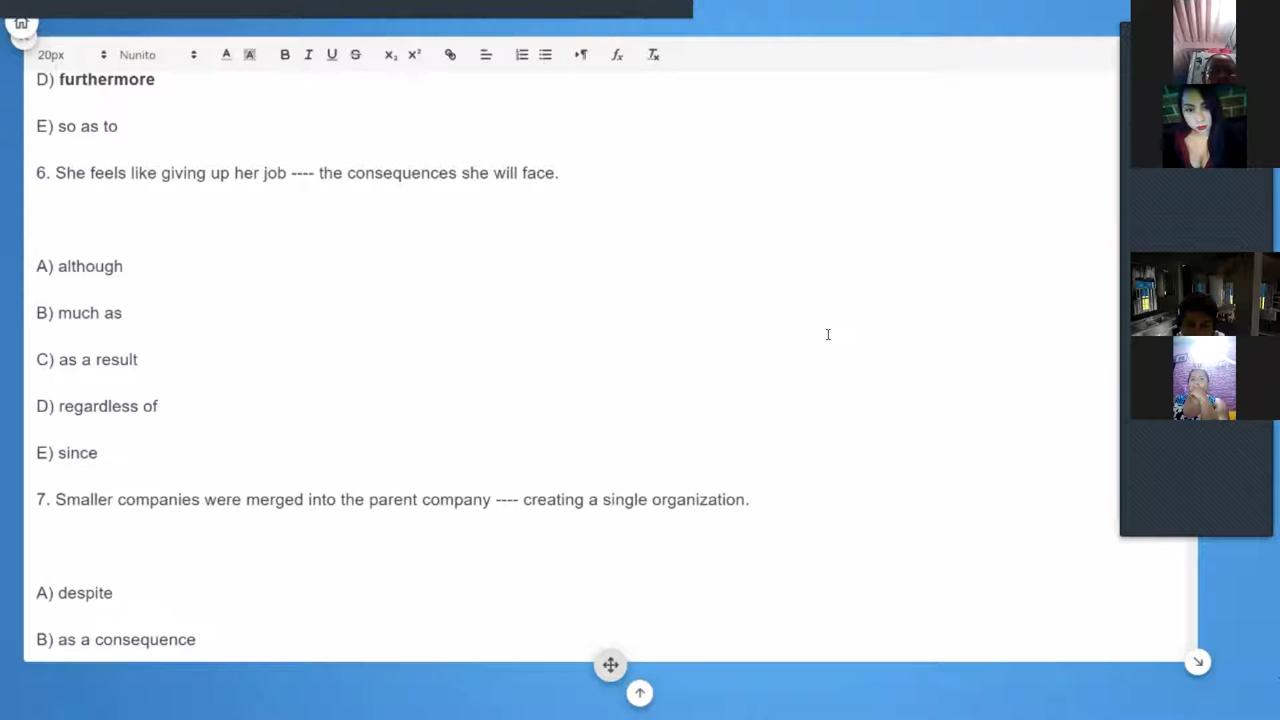 20px
Nunito
D) furthermore
E) so as to
6. She feels like giving up her job ---- the consequences she will face.
A) although
B) much as
C) as a result
D) regardless of
E) since
7. Smaller companies were merged into the parent company ---- creating a single organization.
A) despite
B) as a consequence